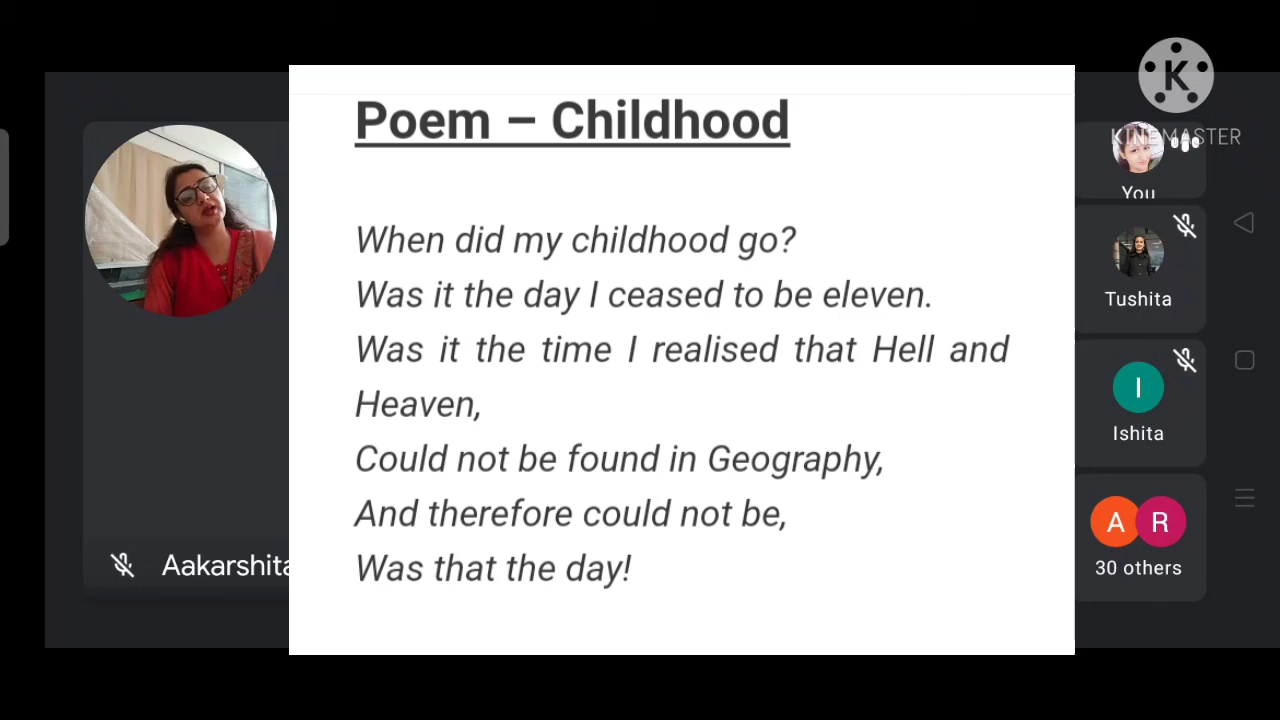 Poem – Childhood
When did my childhood go?
Was it the day I ceased to be eleven.
Was it the time I realised that Hell and
Heaven,
Could not be found in Geography,
And therefore could not be,
Was that the day!
Aakarshita
K
KINEMASTER
You
Tushita
I
Ishita
A R
30 others